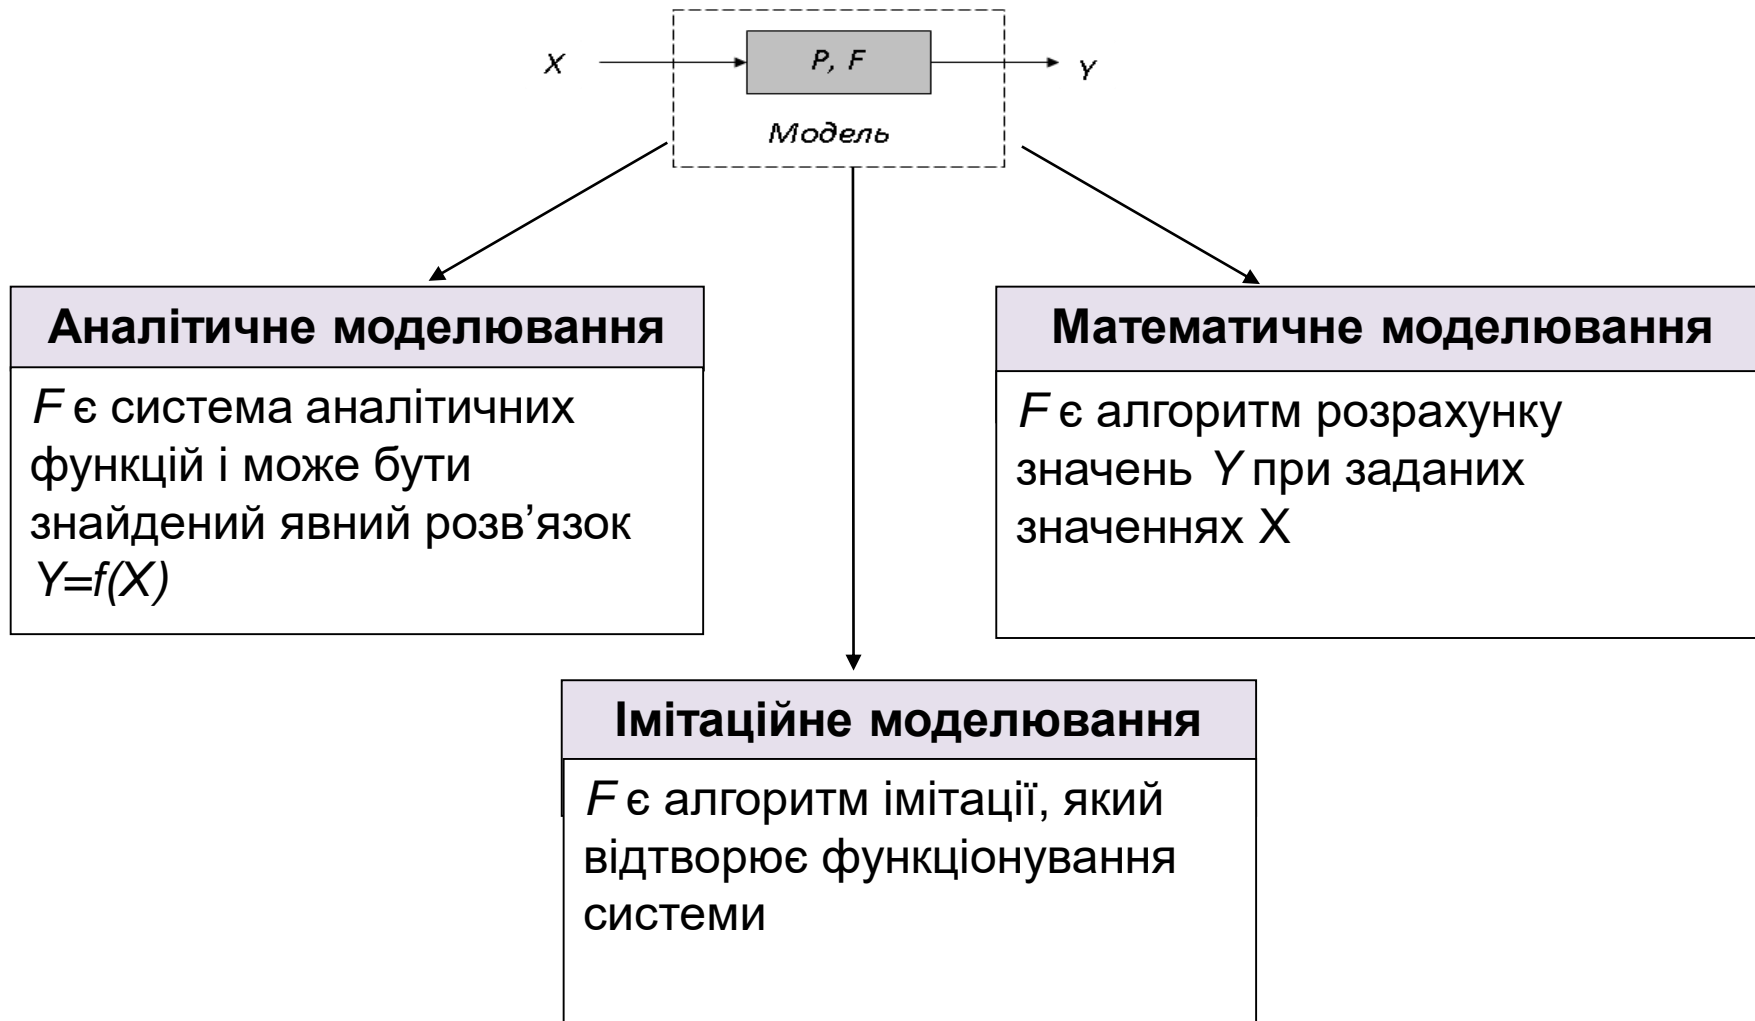 X
P, F
Y
Модель
Аналітичне моделювання
F є система аналітичних
функцій і може бути
знайдений явний розв’язок
Y=f(X)
Математичне моделювання
F є алгоритм розрахунку
значень Y при заданих
значеннях X
Імітаційне моделювання
F є алгоритм імітації, який
відтворює функціонування
системи